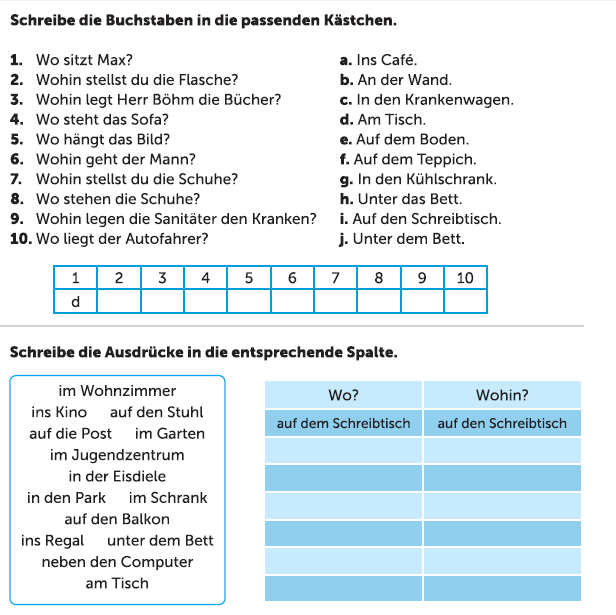 Schreibe die Buchstaben in die passenden Kästchen.
1. Wo sitzt Max?
2. Wohin stellst du die Flasche?
3. Wohin legt Herr Böhm die Bücher?
4. Wo steht das Sofa?
5. Wo hängt das Bild?
6. Wohin geht der Mann?
7. Wohin stellst du die Schuhe?
8. Wo stehen die Schuhe?
9. Wohin legen die Sanitäter den Kranken?
10. Wo liegt der Autofahrer?
a. Ins Café.
b. An der Wand.
c. In den Krankenwagen.
d. Am Tisch.
e. Auf dem Boden.
f. Auf dem Teppich.
g. In den Kühlschrank.
h. Unter das Bett.
i. Auf den Schreibtisch.
j. Unter dem Bett.
1 2 3 4 5 6 7 8 9 10
d
Schreibe die Ausdrücke in die entsprechende Spalte.
im Wohnzimmer
ins Kino auf den Stuhl
auf die Post im Garten
im Jugendzentrum
in der Eisdiele
in den Park im Schrank
auf den Balkon
ins Regal unter dem Bett
neben den Computer
am Tisch
Wo? Wohin?
auf dem Schreibtisch auf den Schreibtisch